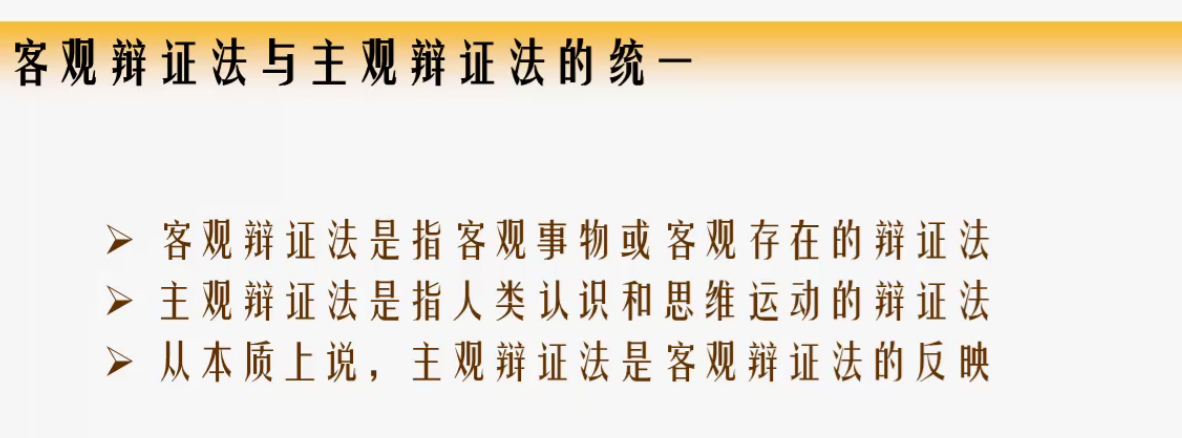 客观辩证法与主观辩证法的统一
➢ 客观辩证法是指客观事物或客观存在的辩证法
➢ 主观辩证法是指人类认识和思维运动的辩证法
➢ 从本质上说，主观辩证法是客观辩证法的反映